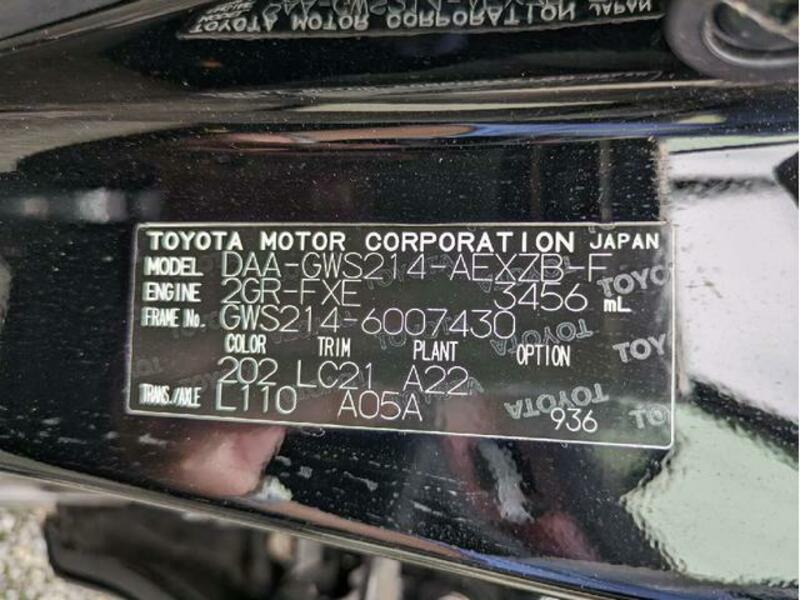 TOYOTA MOTOR CORPORATION JAPAN
MODEL DAA-GWS214-AEXZB-F
ENGINE 2GR-FXE 3456 mL
FRAME No. GWS214-6007430
COLOR TRIM PLANT OPTION
202 LC21 A22
TRANS./AXLE L110 A05A
936